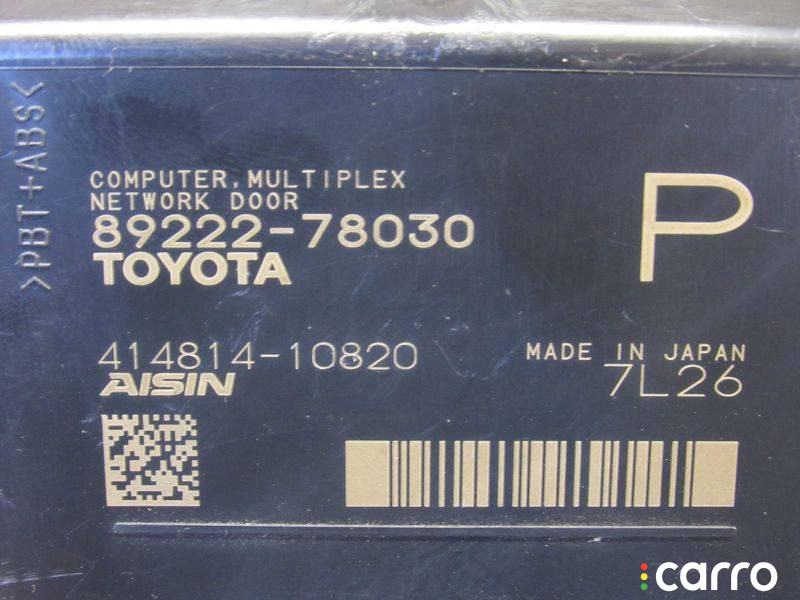 >PBT+ABS<
COMPUTER, MULTIPLEX
NETWORK DOOR
89222-78030
TOYOTA
P
414814-10820
AISIN
MADE IN JAPAN
7L26
carro